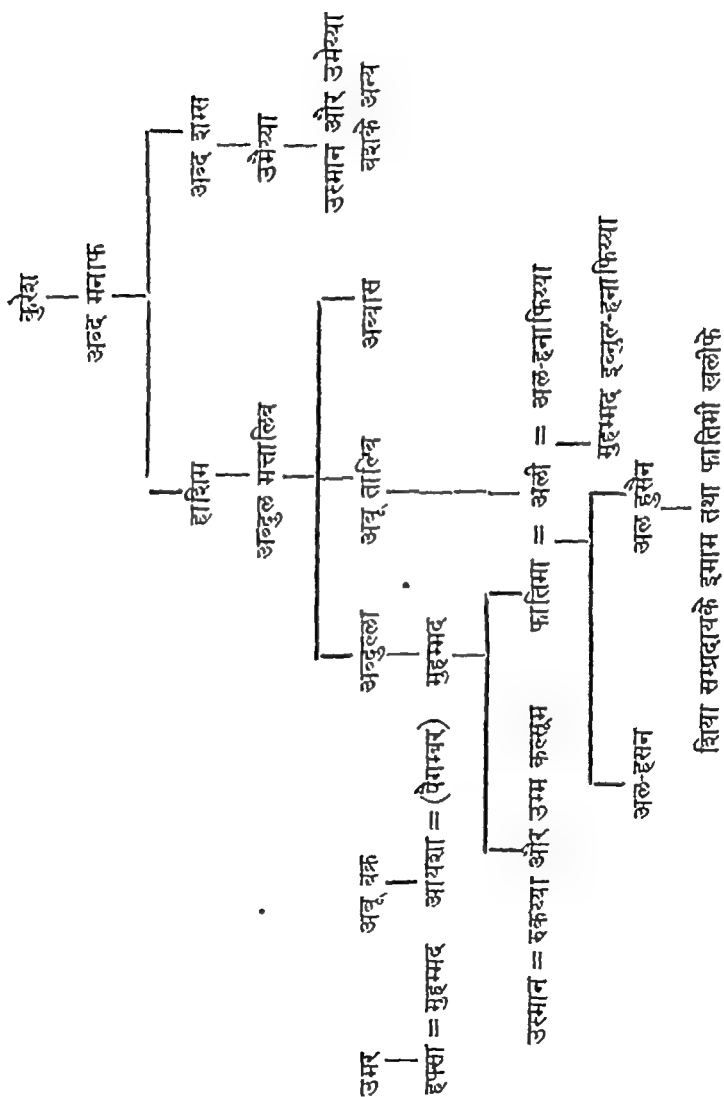 कुरेश
अब्द मनाफ
हाशिम अब्द शम्स
अब्दुल मत्तालिब उमैय्या
उस्मान और उमैय्या
वशके अन्य
उमर अबू वक्र अब्दुल्ला अबू तालिब अब्बास
हफ्सा = मुहम्मद आयशा = (पैगम्बर) मुहम्मद
उस्मान = रुकय्या और उम्म कल्सूम फातिमा = अली = अल-हनाफिय्या
अल-हसन अल हुसैन मुहम्मद इब्नुल-हनाफिय्या
शिया सम्प्रदायके इमाम तथा फातिमी खलीफे